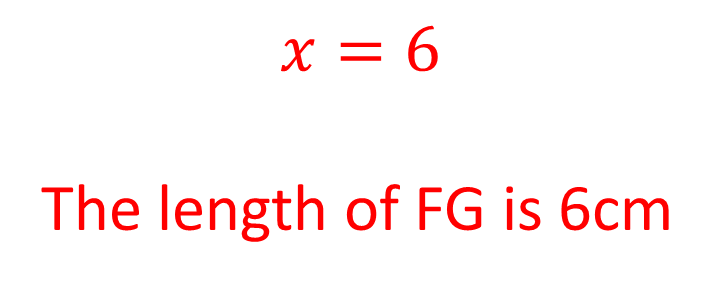 x = 6
The length of FG is 6cm